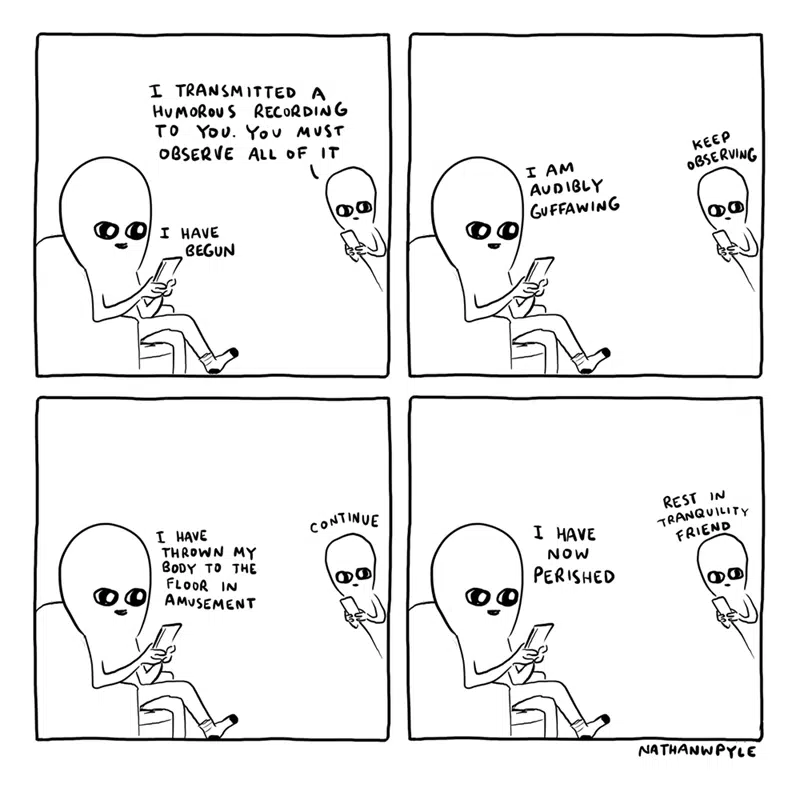 I TRANSMITTED A
HUMOROUS RECORDING
TO YOU. YOU MUST
OBSERVE ALL OF IT
I HAVE
BEGUN
I AM
AUDIBLY
GUFFAWING
KEEP
OBSERVING
I HAVE
THROWN MY
BODY TO THE
FLOOR IN
AMUSEMENT
CONTINUE
I HAVE
NOW
PERISHED
REST IN
TRANQUILITY
FRIEND
NATHANWPYLE